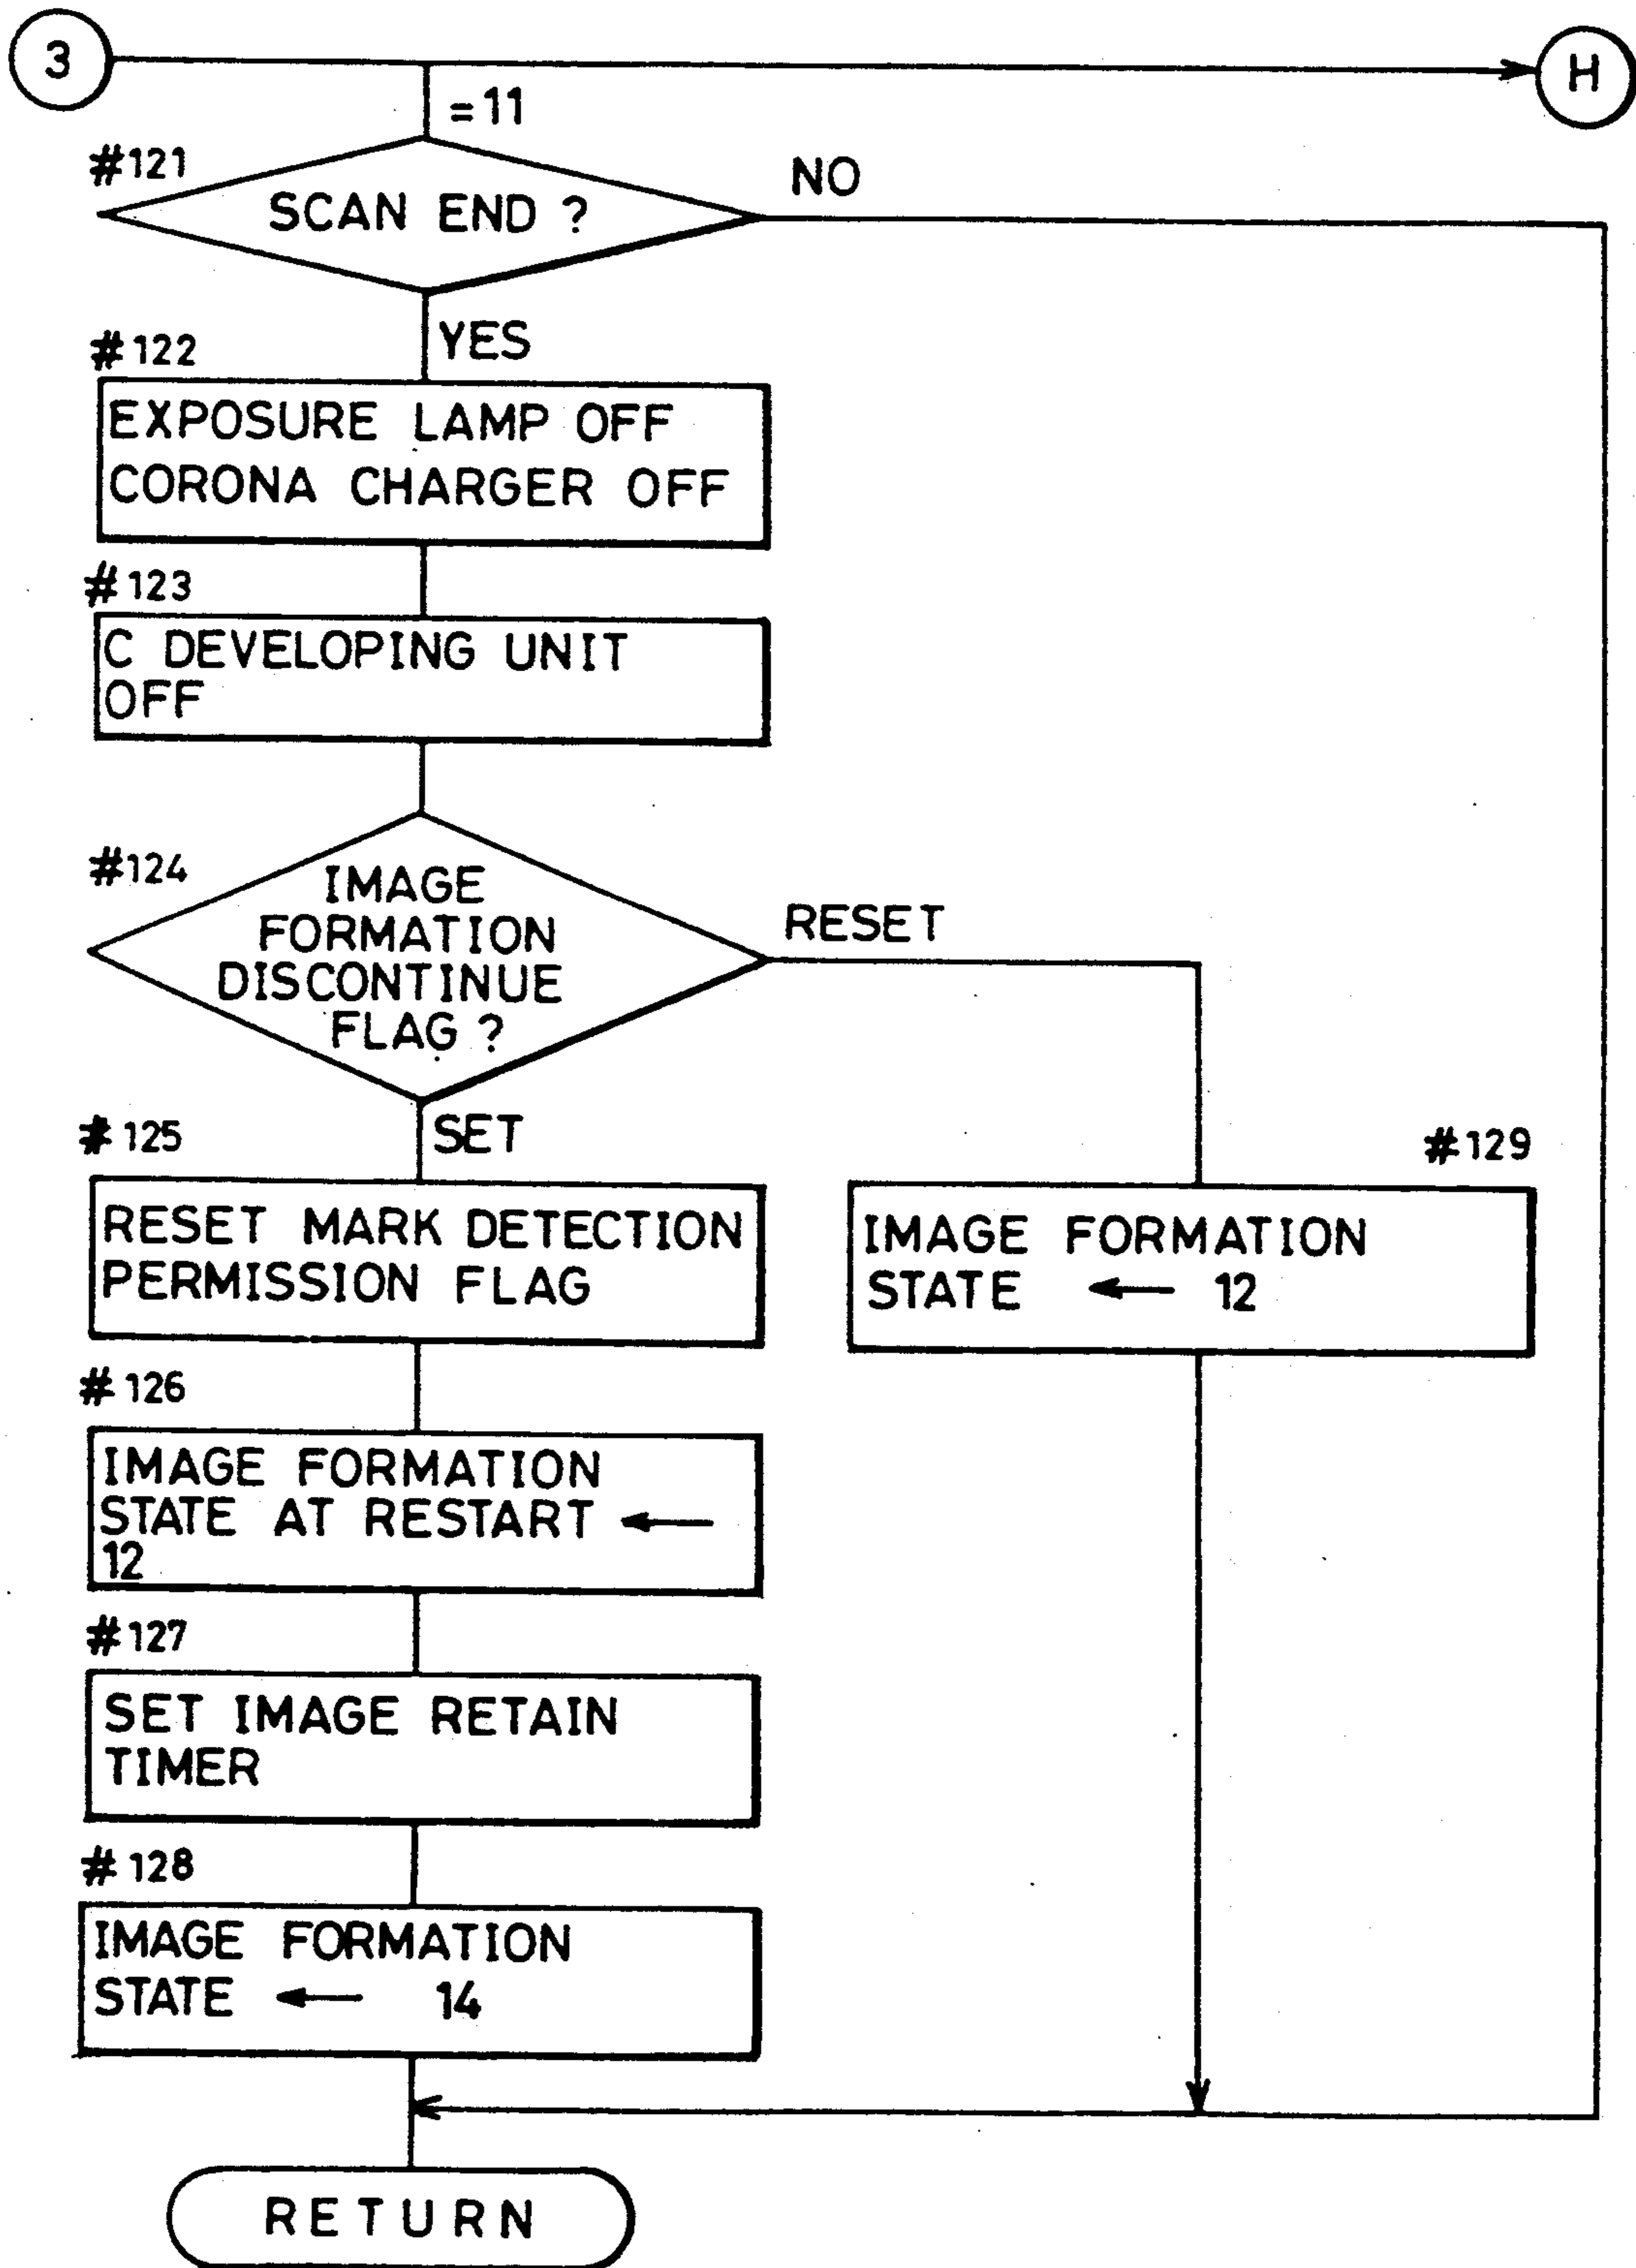 3
H
=11
#121
SCAN END ?
NO
YES
#122
EXPOSURE LAMP OFF
CORONA CHARGER OFF
#123
C DEVELOPING UNIT
OFF
#124
IMAGE
FORMATION
DISCONTINUE
FLAG ?
RESET
SET
#125
RESET MARK DETECTION
PERMISSION FLAG
#129
IMAGE FORMATION
STATE ← 12
#126
IMAGE FORMATION
STATE AT RESTART ←
12
#127
SET IMAGE RETAIN
TIMER
#128
IMAGE FORMATION
STATE ← 14
RETURN